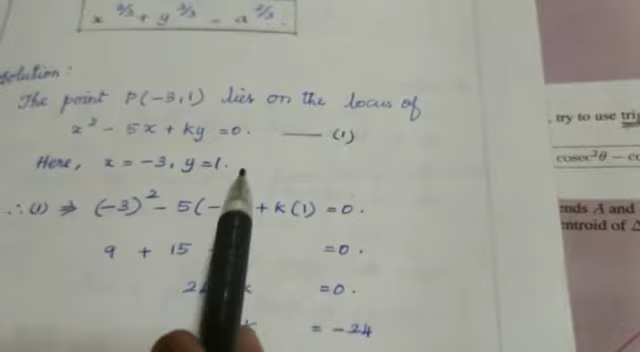 x^2/3 + y^2/3 = a^2/3.
Solution:
The point P(-3,1) lies on the locus of
x² - 5x + ky = 0. —— (1)
Here, x = -3, y = 1.
∴ (1) ⇒ (-3)² - 5(- + k(1) = 0.
9 + 15 = 0.
= 0.
= -24
, try to use
cosec²θ -
ends A and
entroid of Δ